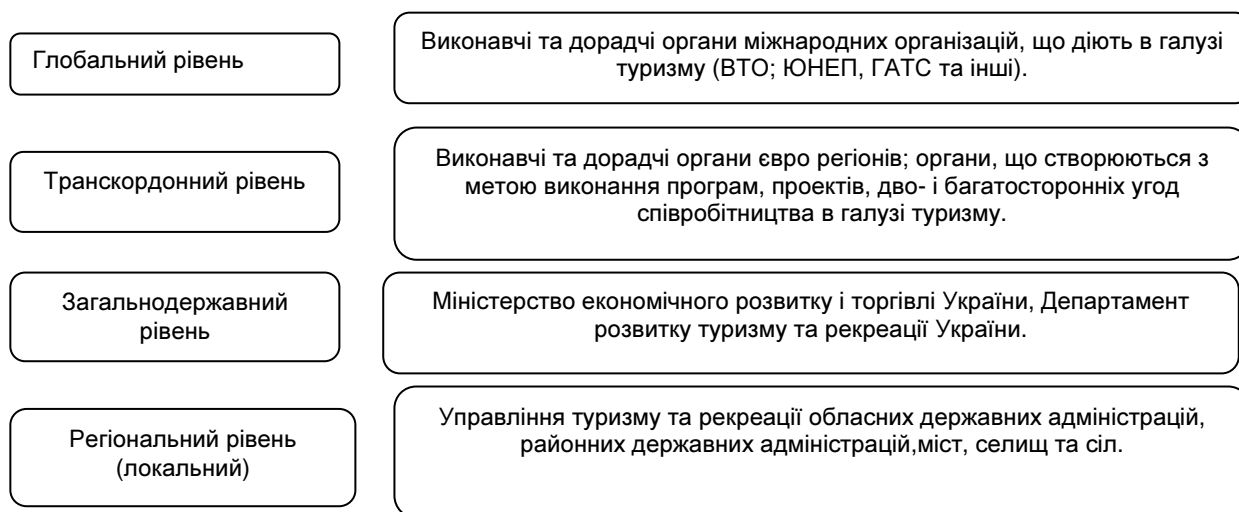 Глобальний рівень
Виконавчі та дорадчі органи міжнародних організацій, що діють в галузі
туризму (ВТО; ЮНЕП, ГАТС та інші).
Транскордонний рівень
Виконавчі та дорадчі органи євро регіонів; органи, що створюються з
метою виконання програм, проектів, дво- і багатосторонніх угод
співробітництва в галузі туризму.
Загальнодержавний
рівень
Міністерство економічного розвитку і торгівлі України, Департамент
розвитку туризму та рекреації України.
Регіональний рівень
(локальний)
Управління туризму та рекреації обласних державних адміністрацій,
районних державних адміністрацій,міст, селищ та сіл.